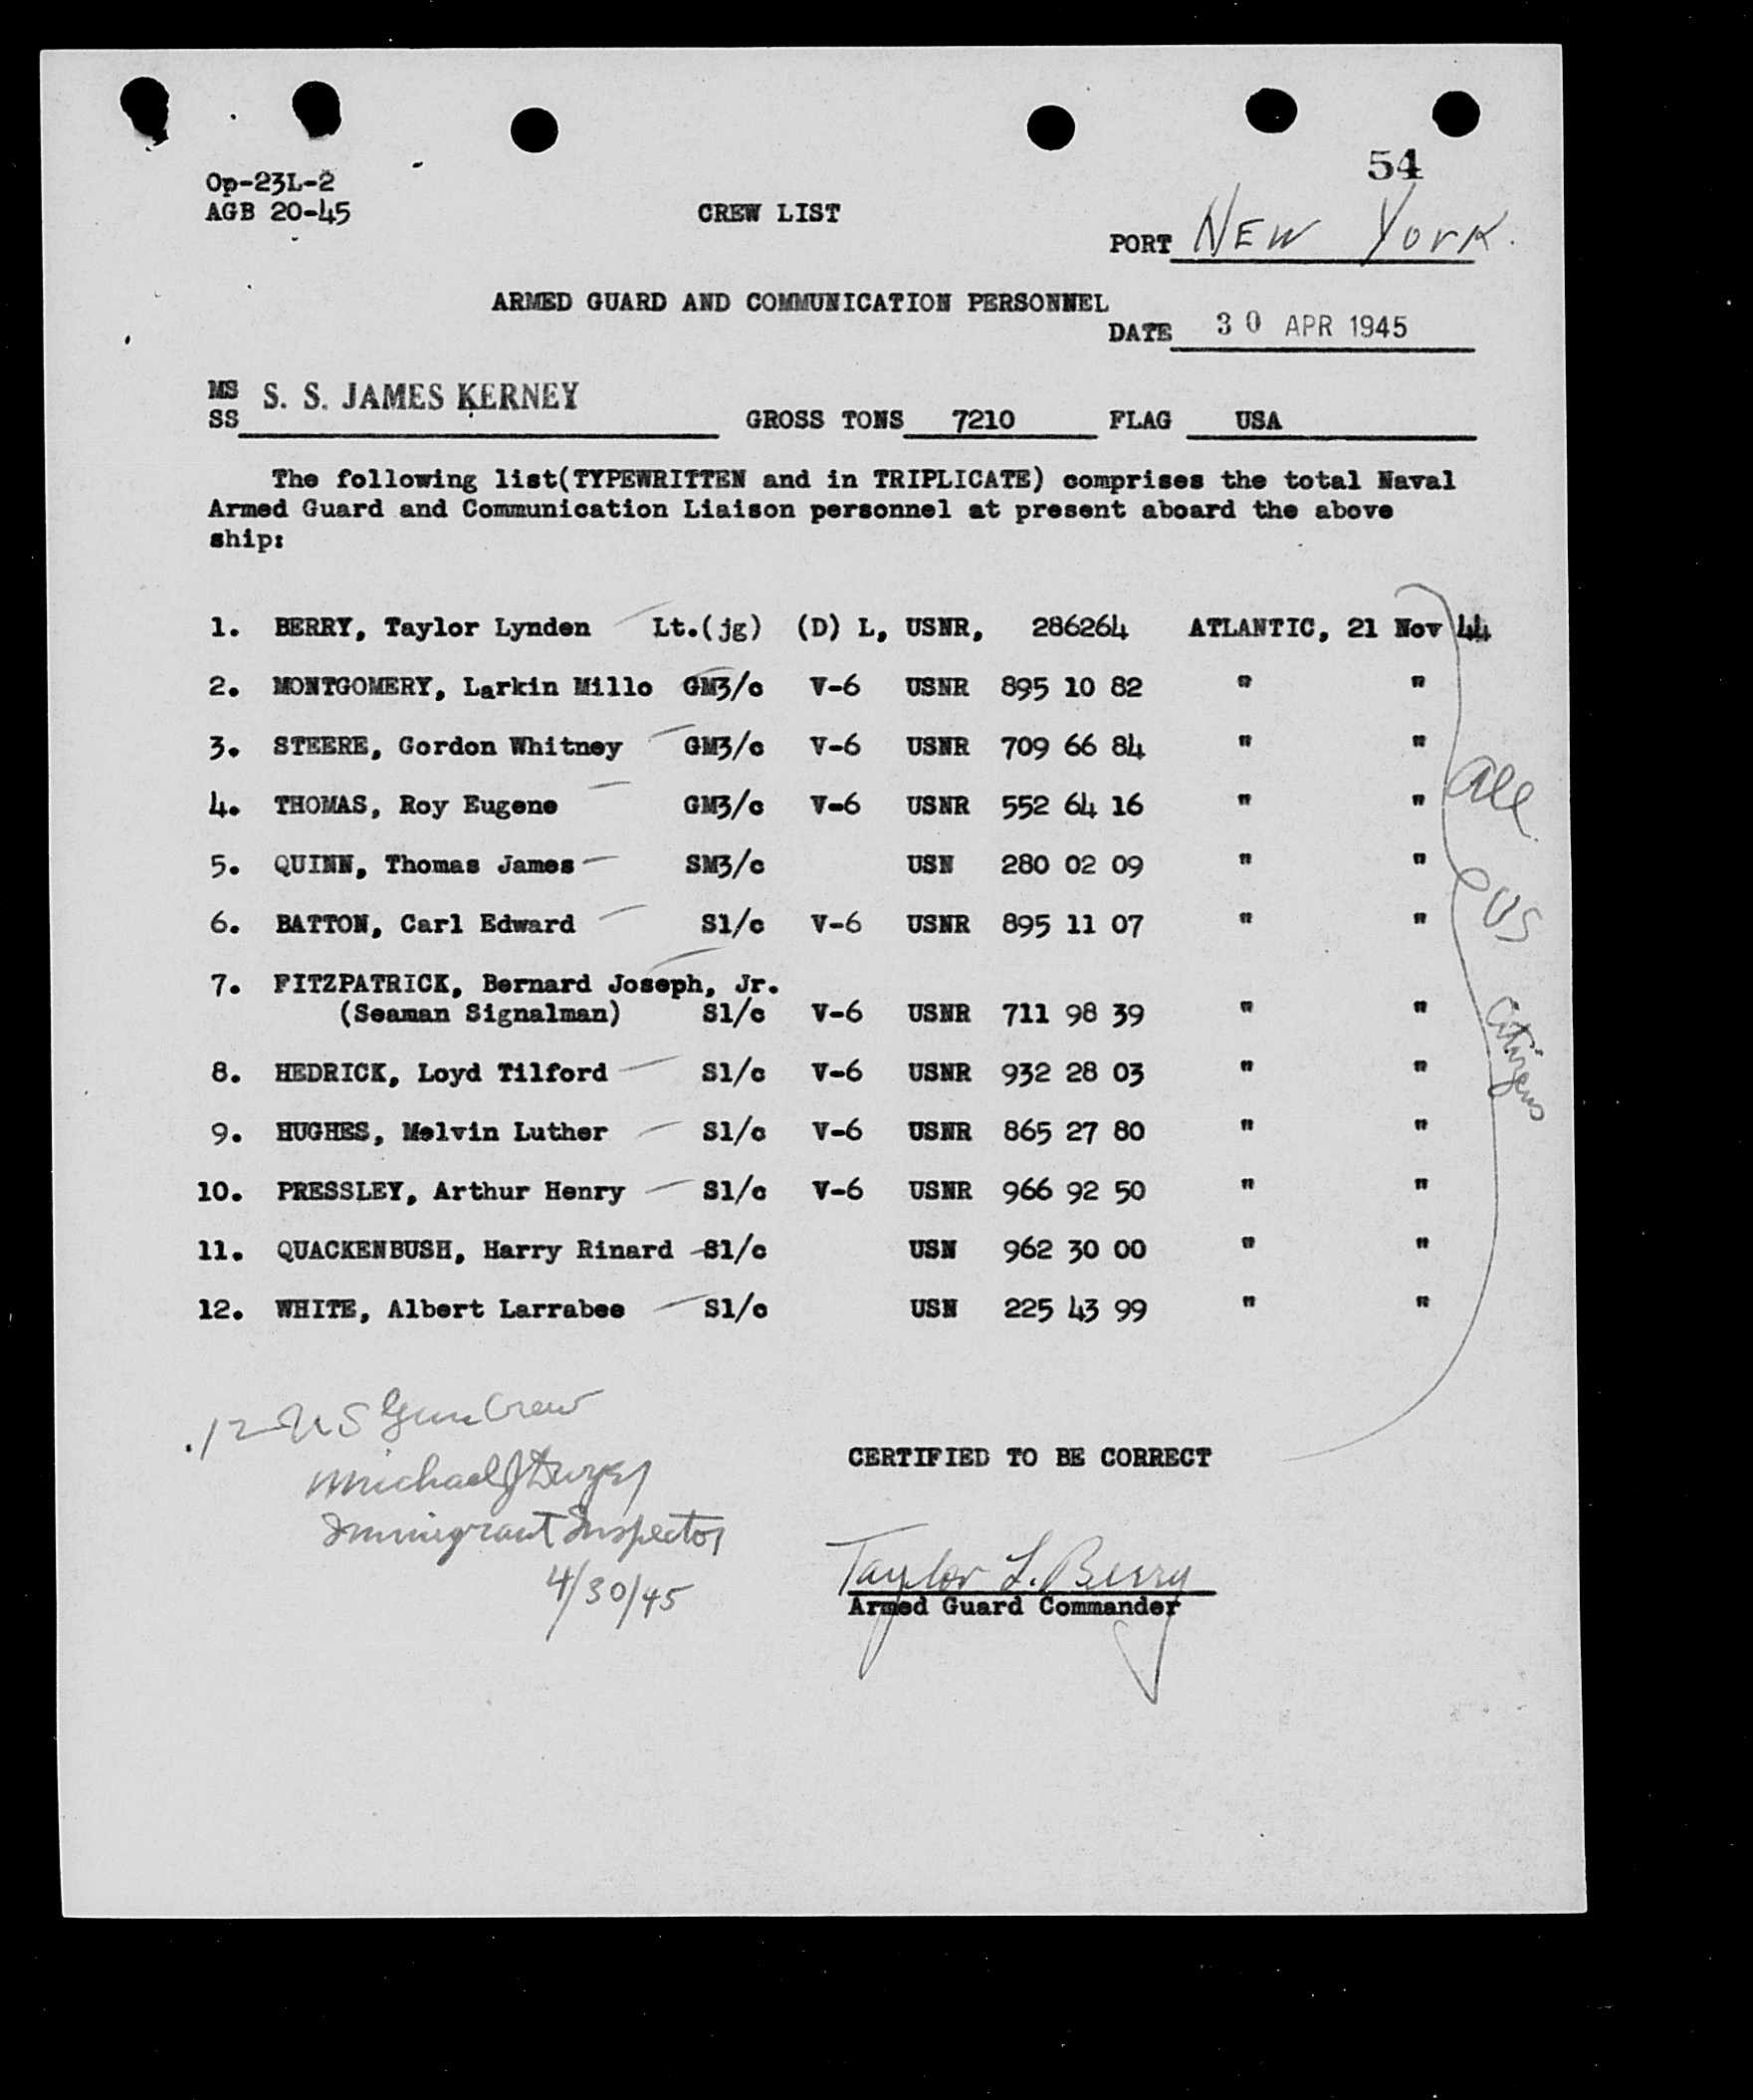 54
Op-23L-2
AGB 20-45
CREW LIST
PORT NEW YORK.
ARMED GUARD AND COMMUNICATION PERSONNEL
DATE 30 APR 1945
MS S. S. JAMES KERNEY
SS GROSS TONS 7210 FLAG USA
The following list(TYPEWRITTEN and in TRIPLICATE) comprises the total Naval
Armed Guard and Communication Liaison personnel at present aboard the above
ship:
1. BERRY, Taylor Lynden Lt.(jg) (D) L, USNR, 286264 ATLANTIC, 21 Nov 44
2. MONTGOMERY, Larkin Millo GM3/c V-6 USNR 895 10 82 " "
3. STEERE, Gordon Whitney GM3/c V-6 USNR 709 66 84 " "
4. THOMAS, Roy Eugene GM3/c V-6 USNR 552 64 16 " "
5. QUINN, Thomas James SM3/c USN 280 02 09 " "
6. BATTON, Carl Edward S1/c V-6 USNR 895 11 07 " "
7. FITZPATRICK, Bernard Joseph, Jr.
(Seaman Signalman) S1/c V-6 USNR 711 98 39 " "
8. HEDRICK, Loyd Tilford S1/c V-6 USNR 932 28 03 " "
9. HUGHES, Melvin Luther S1/c V-6 USNR 865 27 80 " "
10. PRESSLEY, Arthur Henry S1/c V-6 USNR 966 92 50 " "
11. QUACKENBUSH, Harry Rinard S1/c USN 962 30 00 " "
12. WHITE, Albert Larrabee S1/c USN 225 43 99 " "
All
US
Citizens
12 US Gun Crew
Michael J
Immigrant Inspector
4/30/45
CERTIFIED TO BE CORRECT
Taylor L. Berry
Armed Guard Commander